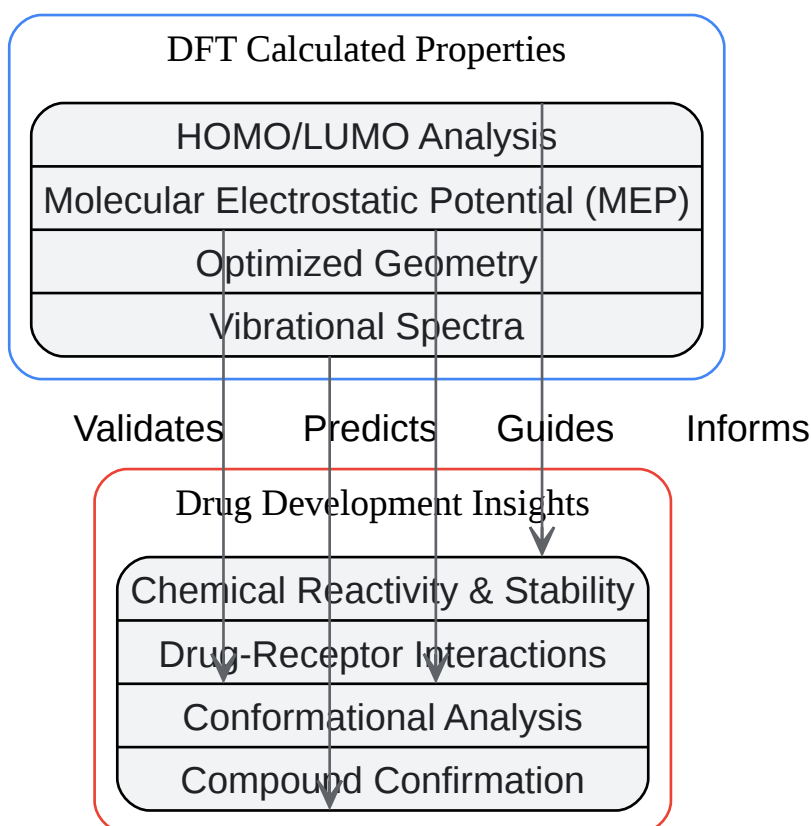 DFT Calculated Properties
HOMO/LUMO Analysis
Molecular Electrostatic Potential (MEP)
Optimized Geometry
Vibrational Spectra
Validates Predicts Guides Informs
Drug Development Insights
Chemical Reactivity & Stability
Drug-Receptor Interactions
Conformational Analysis
Compound Confirmation